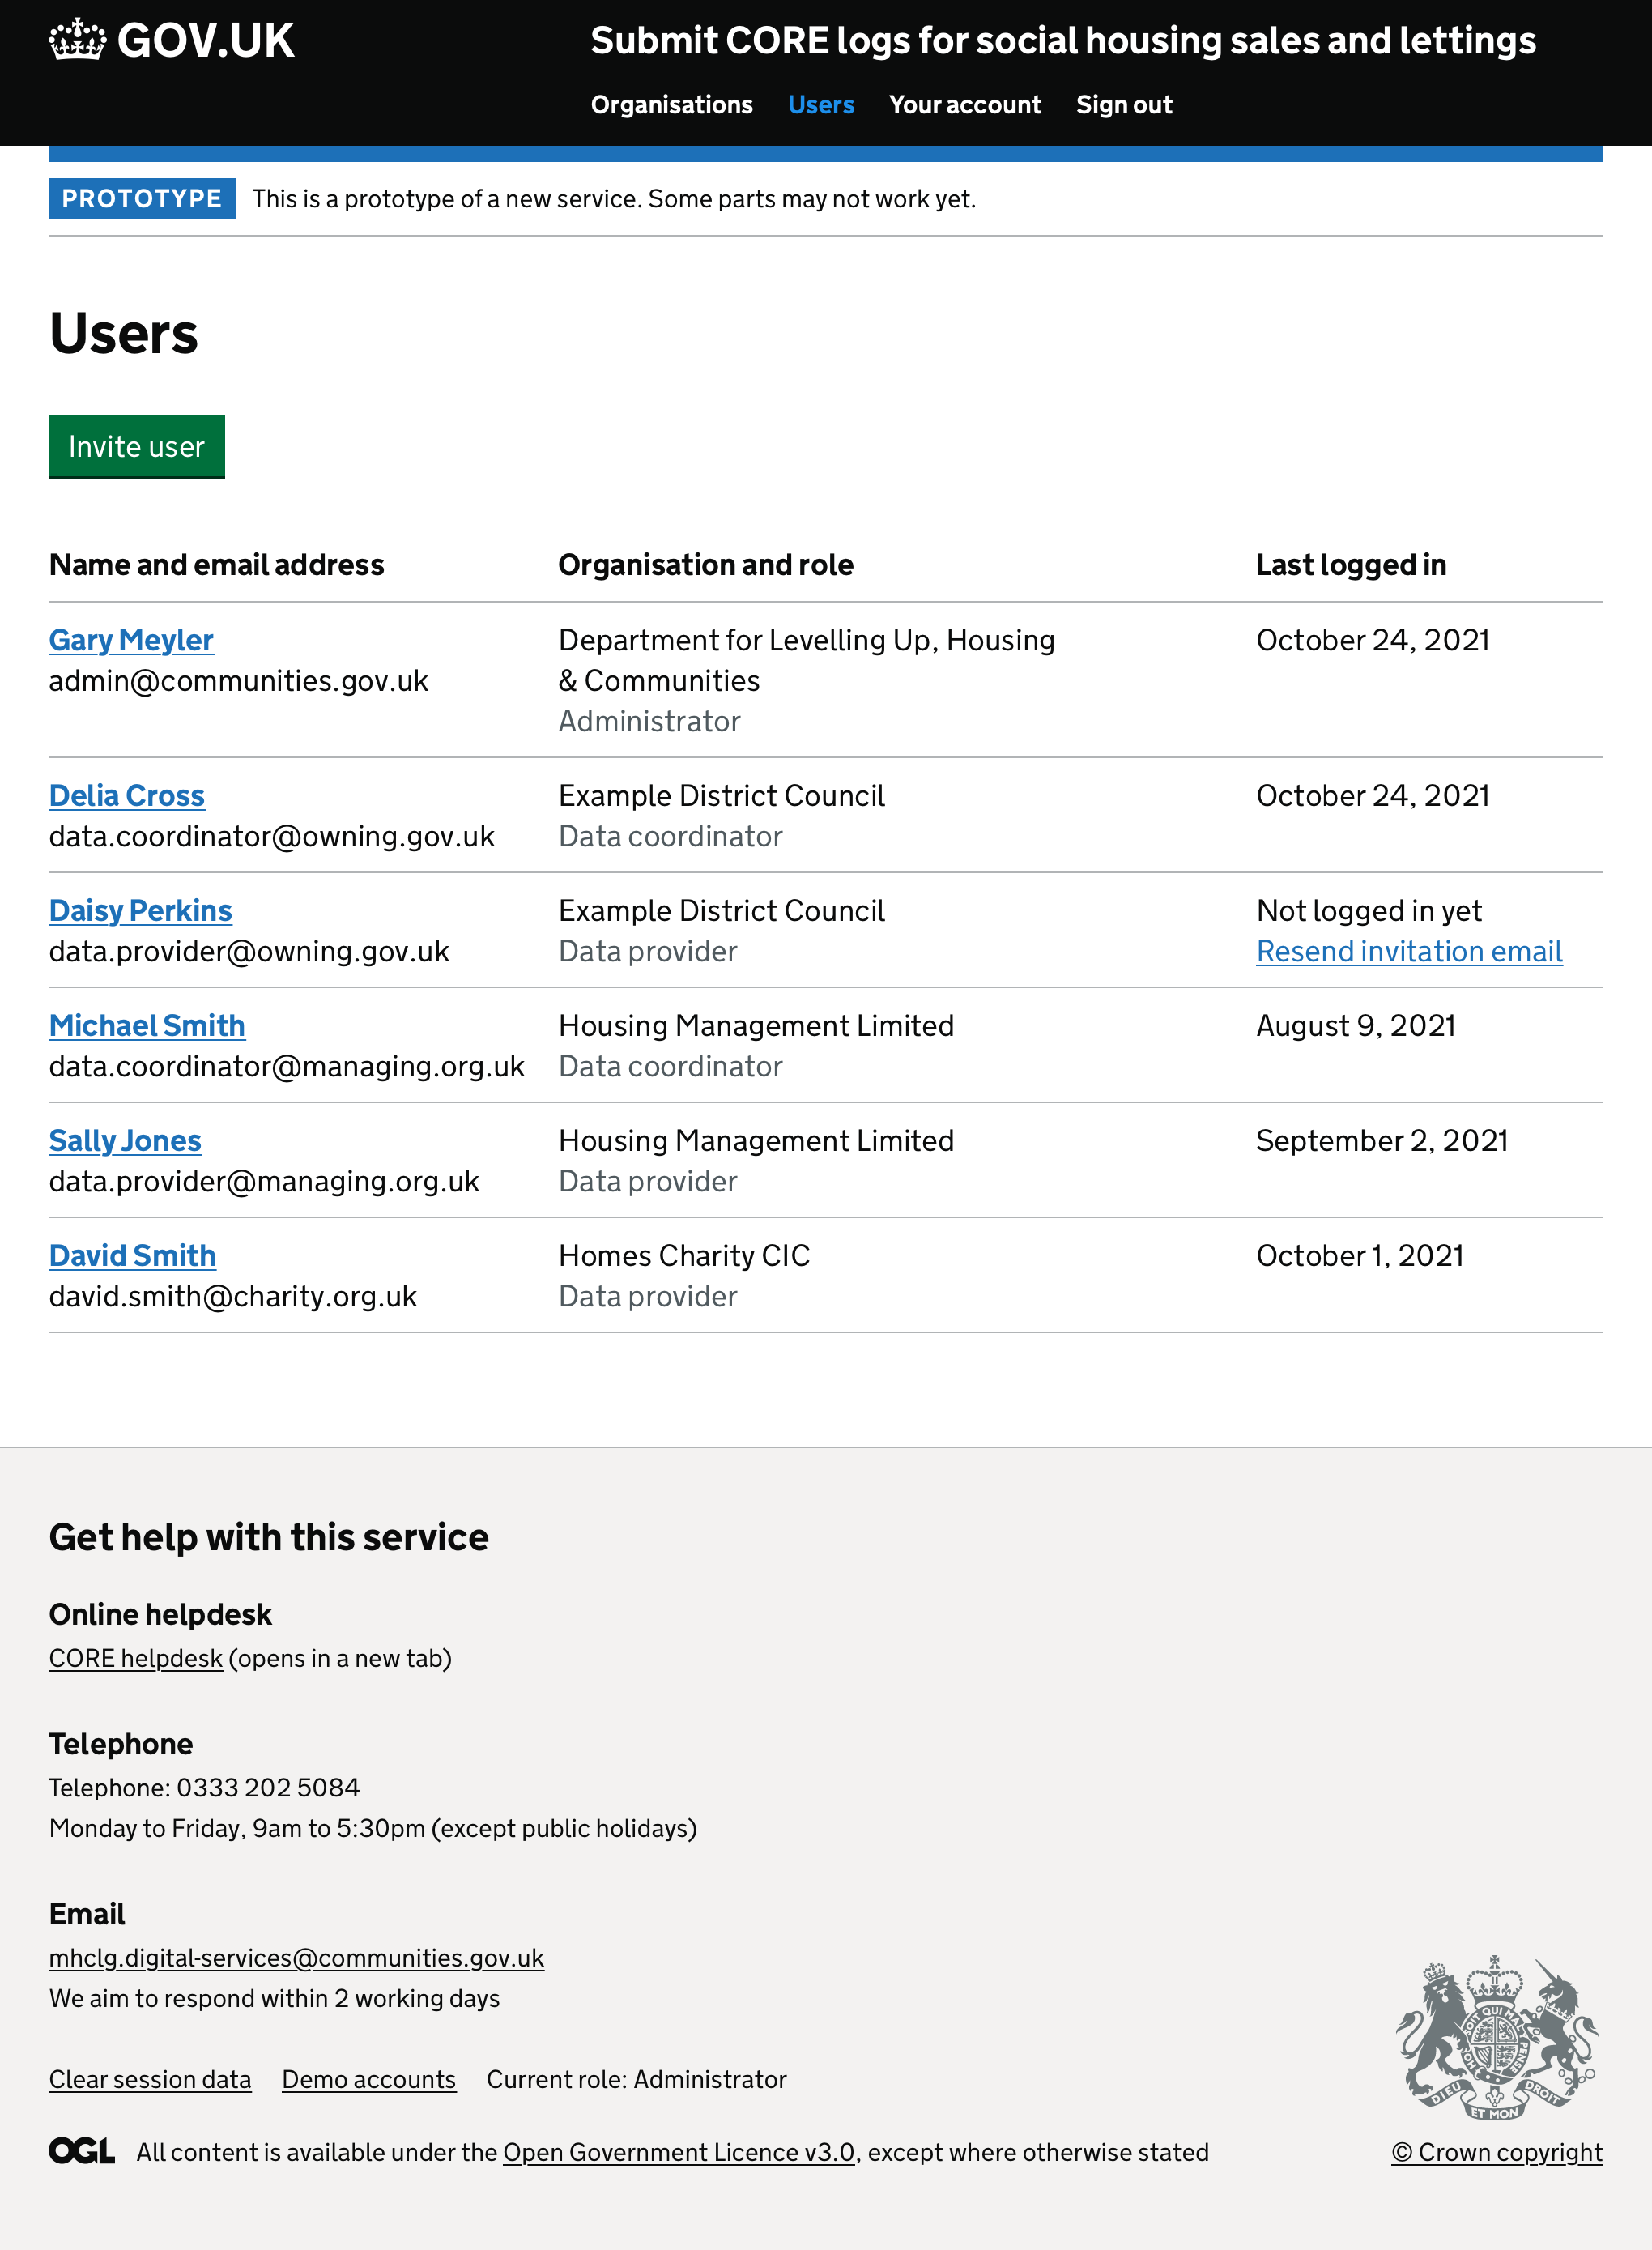 GOV.UK
Submit CORE logs for social housing sales and lettings
Organisations Users Your account Sign out
PROTOTYPE This is a prototype of a new service. Some parts may not work yet.
Users
Invite user
Name and email address Organisation and role Last logged in
Gary Meyler Department for Levelling Up, Housing October 24, 2021
admin@communities.gov.uk & Communities
Administrator
Delia Cross Example District Council October 24, 2021
data.coordinator@owning.gov.uk Data coordinator
Daisy Perkins Example District Council Not logged in yet
data.provider@owning.gov.uk Data provider Resend invitation email
Michael Smith Housing Management Limited August 9, 2021
data.coordinator@managing.org.uk Data coordinator
Sally Jones Housing Management Limited September 2, 2021
data.provider@managing.org.uk Data provider
David Smith Homes Charity CIC October 1, 2021
david.smith@charity.org.uk Data provider
Get help with this service
Online helpdesk
CORE helpdesk (opens in a new tab)
Telephone
Telephone: 0333 202 5084
Monday to Friday, 9am to 5:30pm (except public holidays)
Email
mhclg.digital-services@communities.gov.uk
We aim to respond within 2 working days
Clear session data Demo accounts Current role: Administrator
DIEU ET MON DROIT
OGL All content is available under the Open Government Licence v3.0, except where otherwise stated
© Crown copyright